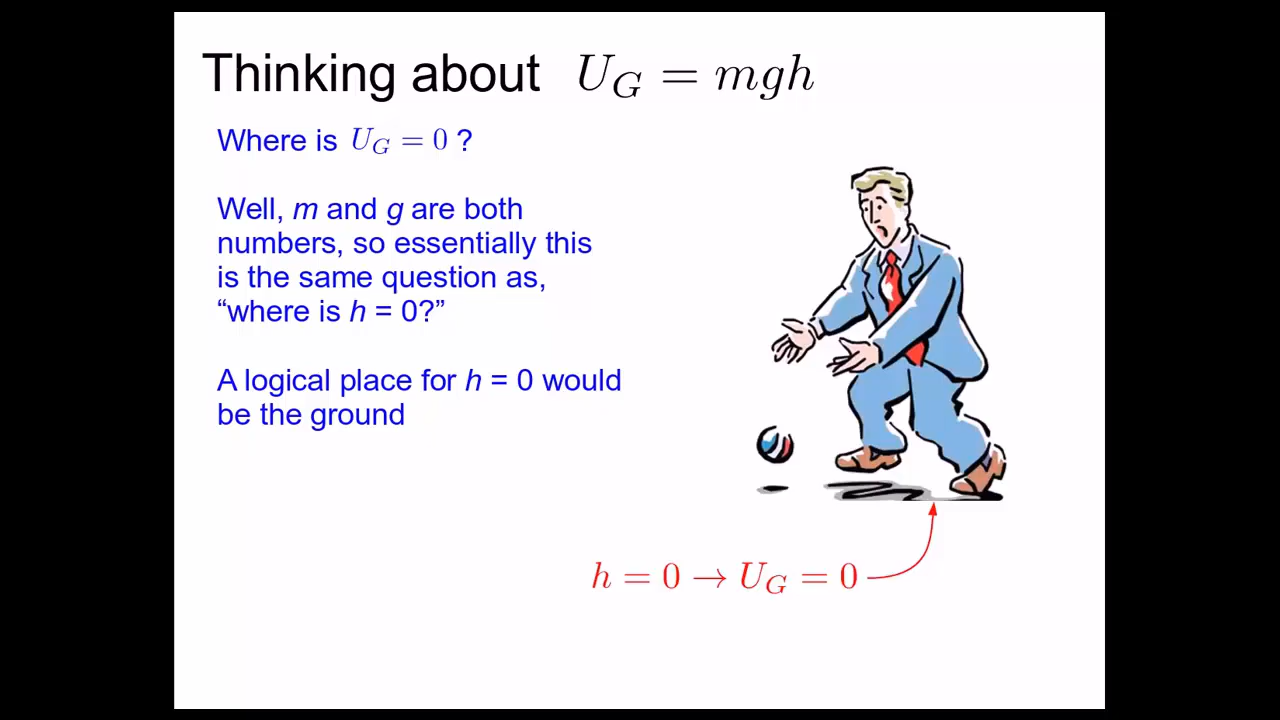 Thinking about U_G = mgh
Where is U_G = 0 ?
Well, m and g are both
numbers, so essentially this
is the same question as,
“where is h = 0?”
A logical place for h = 0 would
be the ground
h = 0 → U_G = 0